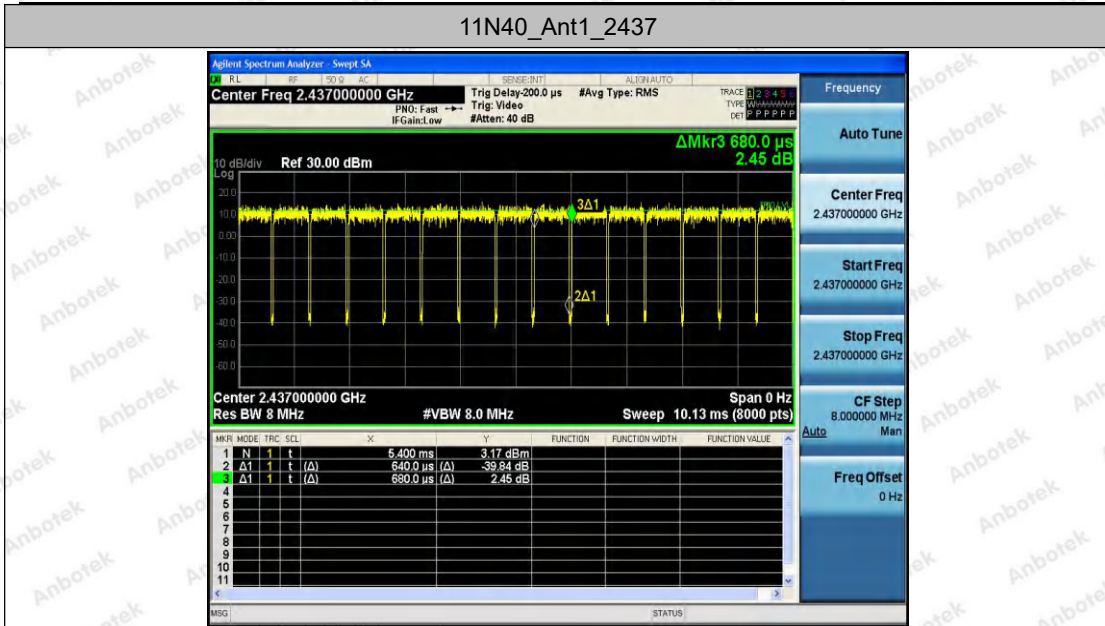 11N40_Ant1_2437
Agilent Spectrum Analyzer - Swept SA
RL RF 50 Ω AC SENSE:INT ALIGNAUTO
Center Freq 2.437000000 GHz
PNO: Fast
IFGain:Low
Trig Delay-200.0 µs #Avg Type: RMS
Trig: Video
#Atten: 40 dB
TRACE 1 2 3 4 5 6
TYPE WWWWWW
DET P P P P P P
ΔMkr3 680.0 µs
2.45 dB
10 dB/div Ref 30.00 dBm
Log
20.0
10.0
0.00
-10.0
-20.0
-30.0
-40.0
-50.0
-60.0
3Δ1
2Δ1
Center 2.437000000 GHz Span 0 Hz
Res BW 8 MHz #VBW 8.0 MHz Sweep 10.13 ms (8000 pts)
MKR MODE TRC SCL X Y FUNCTION FUNCTION WIDTH FUNCTION VALUE
1 N 1 t 5.400 ms 3.17 dBm
2 Δ1 1 t (Δ) 640.0 µs (Δ) -39.84 dB
3 Δ1 1 t (Δ) 680.0 µs (Δ) 2.45 dB
4
5
6
7
8
9
10
11
MSG STATUS
Frequency
Auto Tune
Center Freq
2.437000000 GHz
Start Freq
2.437000000 GHz
Stop Freq
2.437000000 GHz
CF Step
8.000000 MHz
Auto Man
Freq Offset
0 Hz
Anbotek